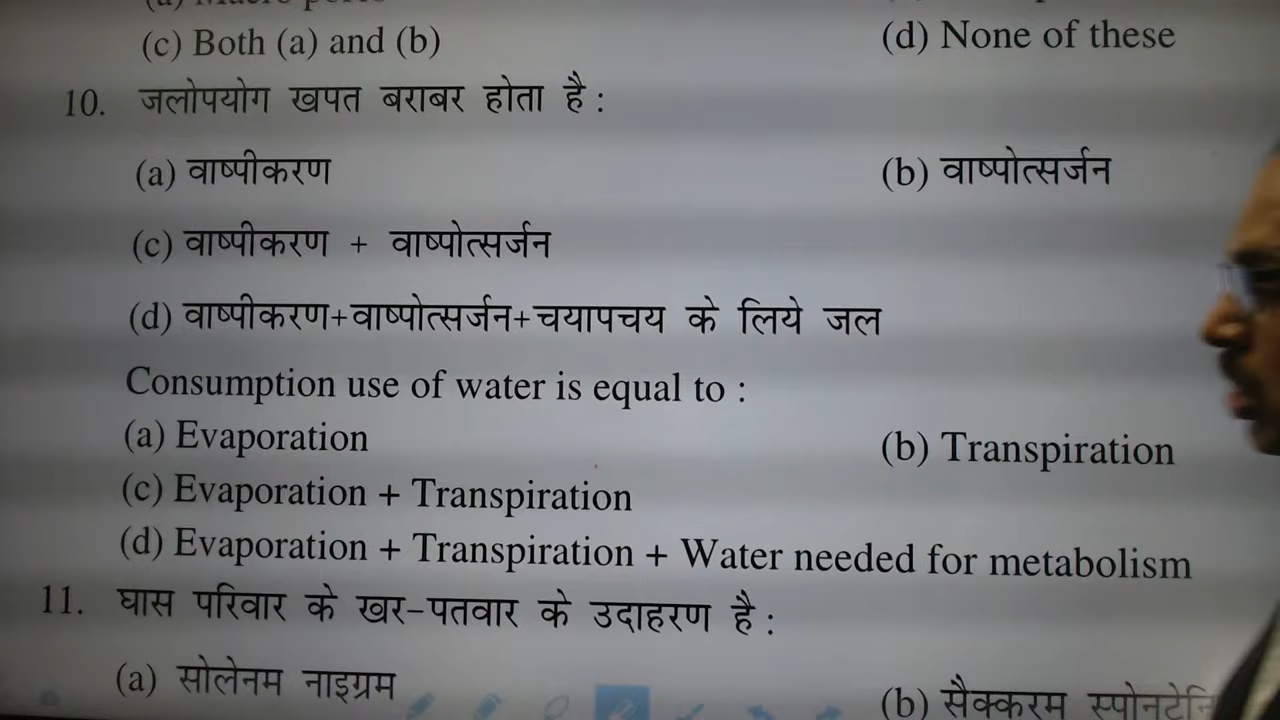 (c) Both (a) and (b) (d) None of these
10. जलोपयोग खपत बराबर होता है :
(a) वाष्पीकरण (b) वाष्पोत्सर्जन
(c) वाष्पीकरण + वाष्पोत्सर्जन
(d) वाष्पीकरण+वाष्पोत्सर्जन+चयापचय के लिये जल
Consumption use of water is equal to :
(a) Evaporation (b) Transpiration
(c) Evaporation + Transpiration
(d) Evaporation + Transpiration + Water needed for metabolism
11. घास परिवार के खर-पतवार के उदाहरण है :
(a) सोलेनम नाइग्रम (b) सैक्करम